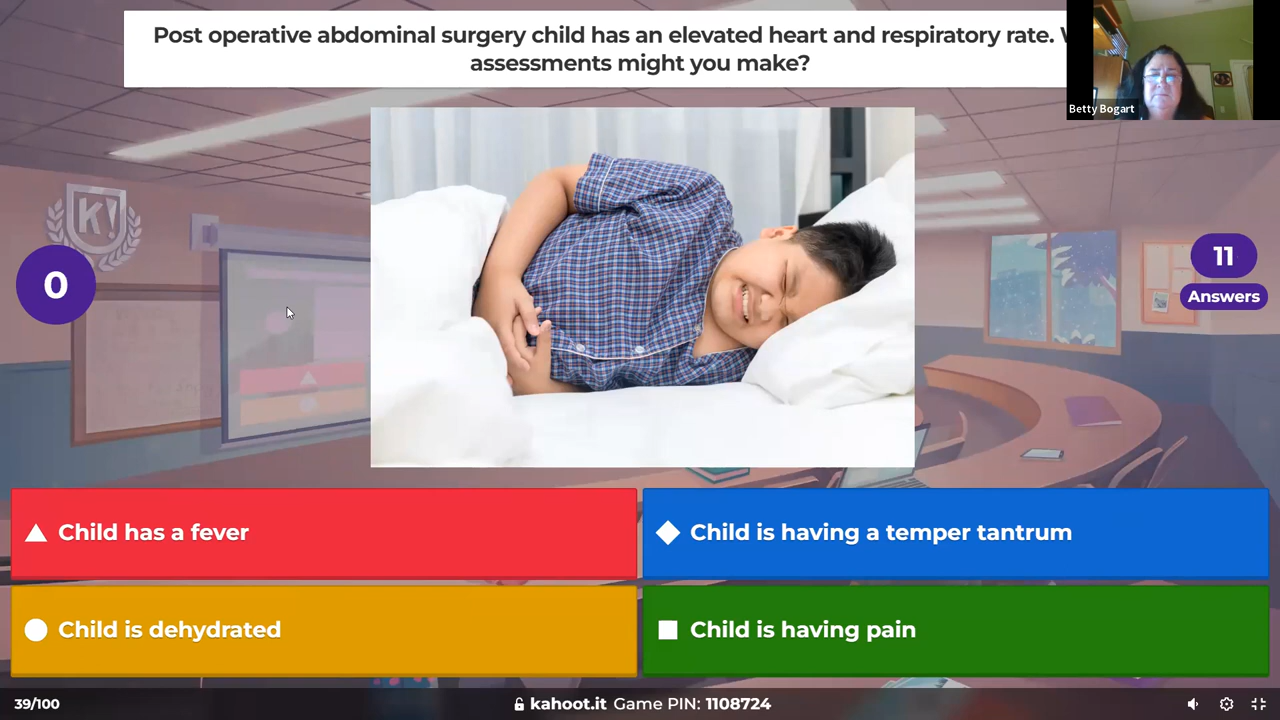 Post operative abdominal surgery child has an elevated heart and respiratory rate.
assessments might you make?
Betty Bogart
K!
0
11
Answers
Child has a fever
Child is having a temper tantrum
Child is dehydrated
Child is having pain
39/100
kahoot.it Game PIN: 1108724